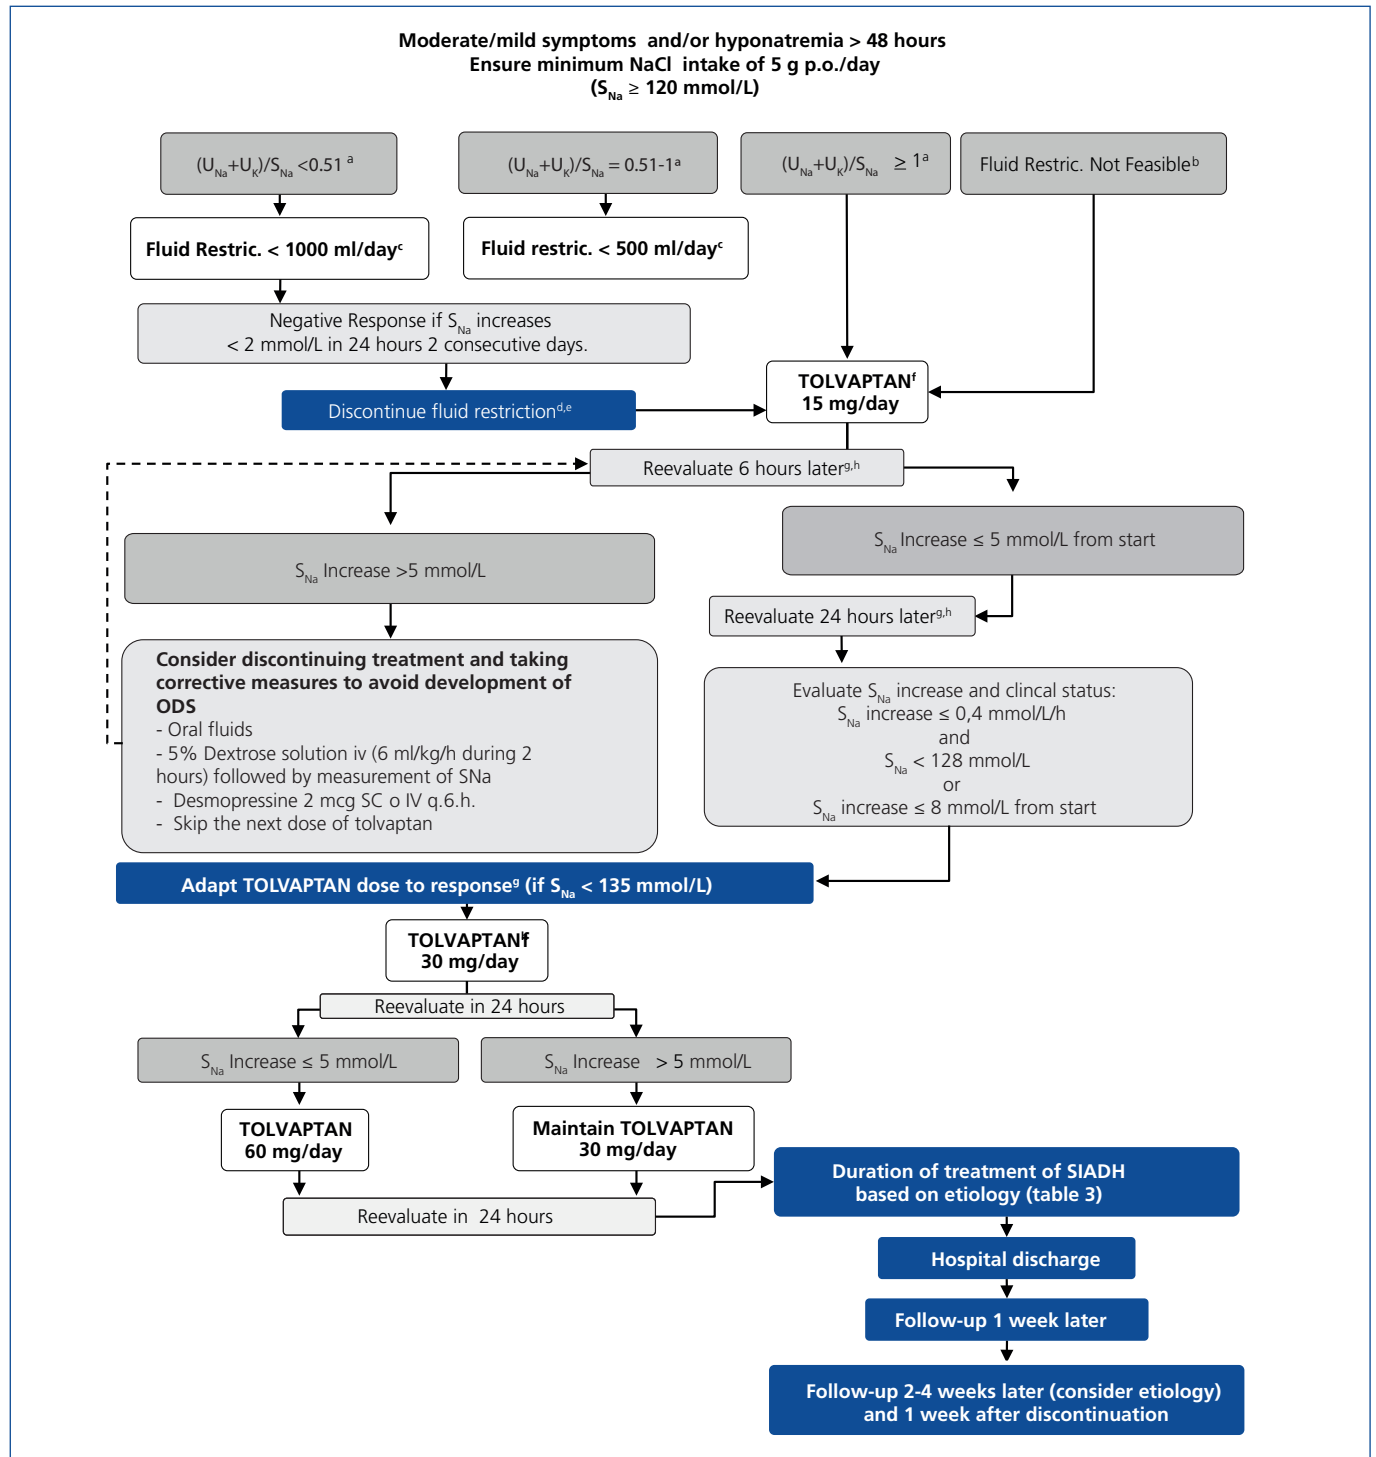 Moderate/mild symptoms and/or hyponatremia > 48 hours
Ensure minimum NaCl intake of 5 g p.o./day
(SNa ≥ 120 mmol/L)
(UNa+UK)/SNa <0.51 a
(UNa+UK)/SNa = 0.51-1a
(UNa+UK)/SNa ≥ 1a
Fluid Restric. Not Feasibleb
Fluid Restric. < 1000 ml/dayc
Fluid restric. < 500 ml/dayc
Negative Response if SNa increases
< 2 mmol/L in 24 hours 2 consecutive days.
TOLVAPTANf
15 mg/day
Discontinue fluid restrictiond,e
Reevaluate 6 hours laterg,h
SNa Increase >5 mmol/L
SNa Increase ≤ 5 mmol/L from start
Reevaluate 24 hours laterg,h
Consider discontinuing treatment and taking
corrective measures to avoid development of
ODS
- Oral fluids
- 5% Dextrose solution iv (6 ml/kg/h during 2
hours) followed by measurement of SNa
- Desmopressine 2 mcg SC o IV q.6.h.
- Skip the next dose of tolvaptan
Evaluate SNa increase and clincal status:
SNa increase ≤ 0,4 mmol/L/h
and
SNa < 128 mmol/L
or
SNa increase ≤ 8 mmol/L from start
Adapt TOLVAPTAN dose to responseg (if SNa < 135 mmol/L)
TOLVAPTAN
30 mg/day
Reevaluate in 24 hours
SNa Increase ≤ 5 mmol/L
SNa Increase > 5 mmol/L
TOLVAPTAN
60 mg/day
Maintain TOLVAPTAN
30 mg/day
Reevaluate in 24 hours
Duration of treatment of SIADH
based on etiology (table 3)
Hospital discharge
Follow-up 1 week later
Follow-up 2-4 weeks later (consider etiology)
and 1 week after discontinuation